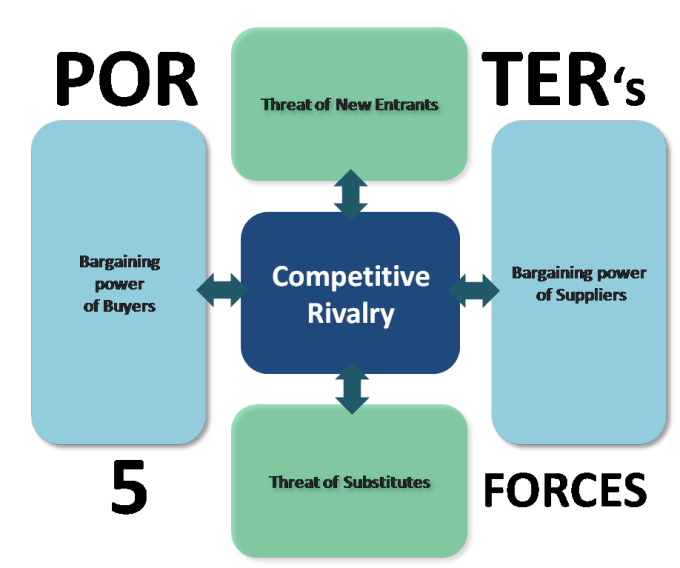 POR
TER‘s
Threat of New Entrants
Bargaining
power
of Buyers
Competitive
Rivalry
Bargaining power
of Suppliers
Threat of Substitutes
5
FORCES